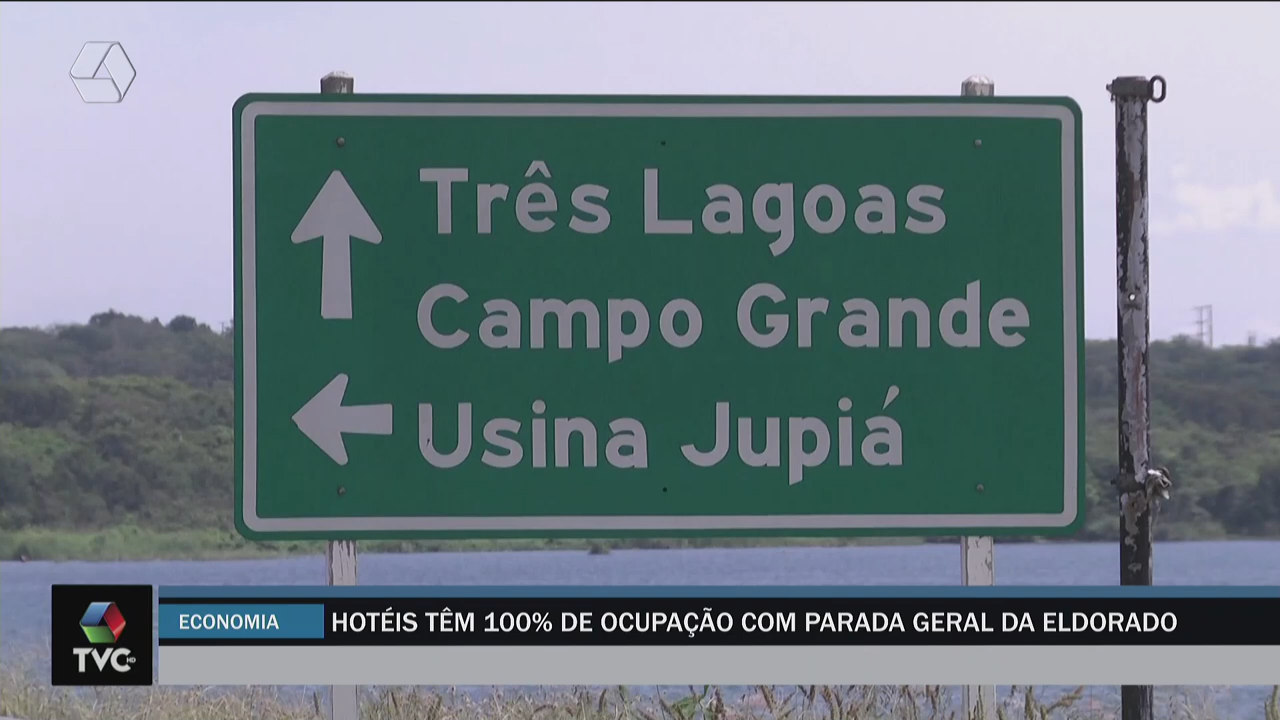 Três Lagoas
Campo Grande
Usina Jupiá
ECONOMIA
HOTÉIS TÊM 100% DE OCUPAÇÃO COM PARADA GERAL DA ELDORADO
TVC HD